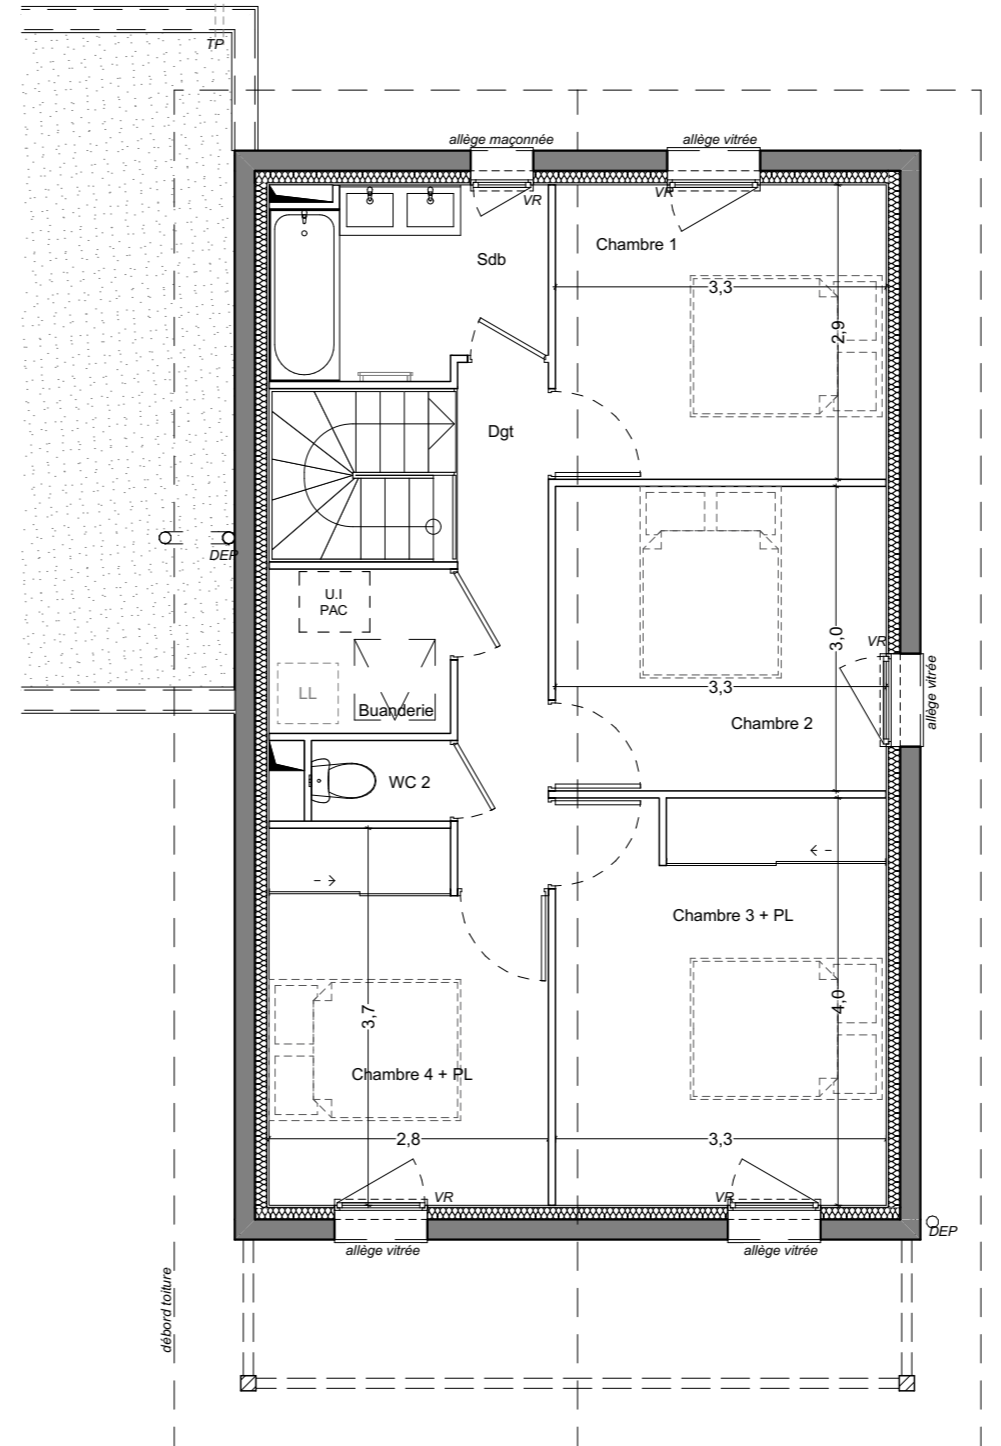 TP
allège maçonnée
allège vitrée
VR
VR
Chambre 1
Sdb
3,3
2,9
Dgt
DEP
U.I
PAC
LL
Buanderie
3,0
VR
allège vitrée
3,3
Chambre 2
WC 2
Chambre 3 + PL
3,7
4,0
Chambre 4 + PL
2,8
3,3
VR
VR
allège vitrée
allège vitrée
DEP
débord toiture